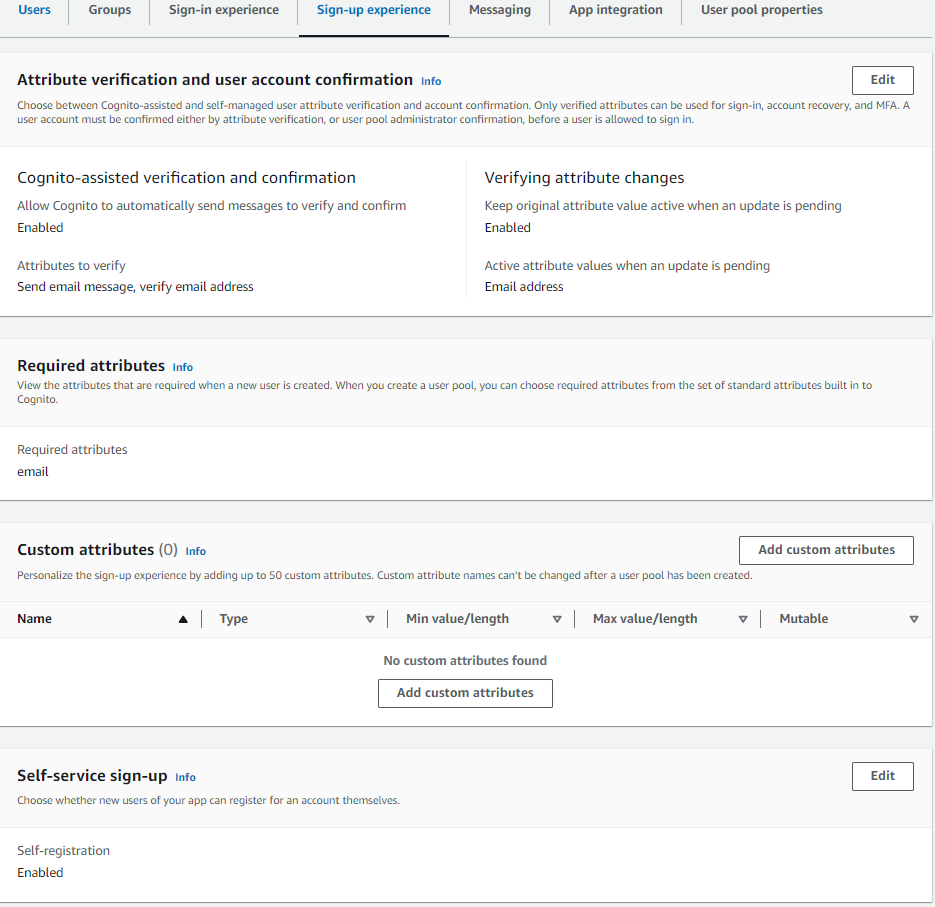 Users Groups Sign-in experience Sign-up experience Messaging App integration User pool properties
Attribute verification and user account confirmation Info Edit
Choose between Cognito-assisted and self-managed user attribute verification and account confirmation. Only verified attributes can be used for sign-in, account recovery, and MFA. A
user account must be confirmed either by attribute verification, or user pool administrator confirmation, before a user is allowed to sign in.
Cognito-assisted verification and confirmation
Allow Cognito to automatically send messages to verify and confirm
Enabled
Attributes to verify
Send email message, verify email address
Verifying attribute changes
Keep original attribute value active when an update is pending
Enabled
Active attribute values when an update is pending
Email address
Required attributes Info
View the attributes that are required when a new user is created. When you create a user pool, you can choose required attributes from the set of standard attributes built in to
Cognito.
Required attributes
email
Custom attributes (0) Info Add custom attributes
Personalize the sign-up experience by adding up to 50 custom attributes. Custom attribute names can't be changed after a user pool has been created.
Name Type Min value/length Max value/length Mutable
No custom attributes found
Add custom attributes
Self-service sign-up Info Edit
Choose whether new users of your app can register for an account themselves.
Self-registration
Enabled